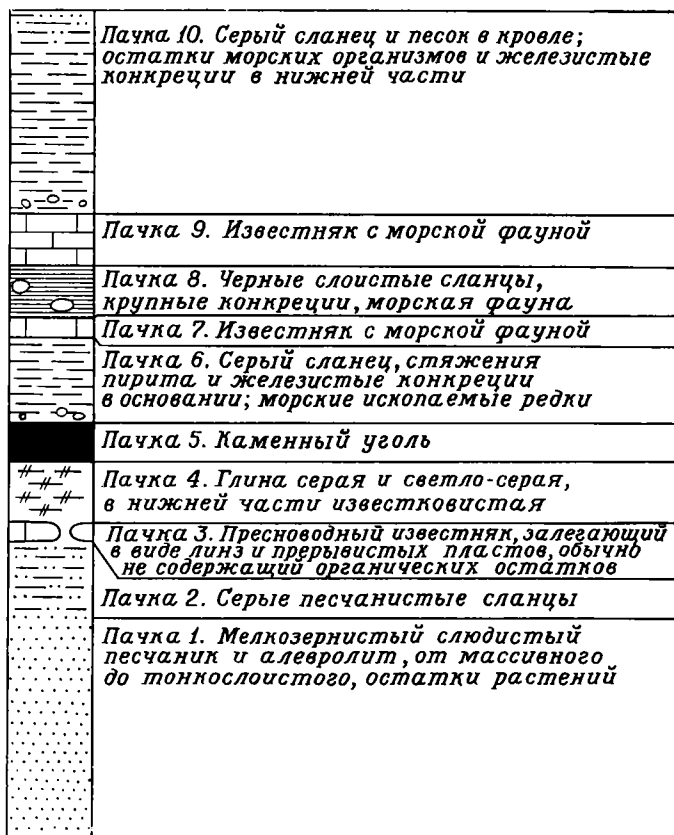 Пачка 10. Серый сланец и песок в кровле;
остатки морских организмов и железистые
конкреции в нижней части
Пачка 9. Известняк с морской фауной
Пачка 8. Черные слоистые сланцы,
крупные конкреции, морская фауна
Пачка 7. Известняк с морской фауной
Пачка 6. Серый сланец, стяжения
пирита и железистые конкреции
в основании; морские ископаемые редки
Пачка 5. Каменный уголь
Пачка 4. Глина серая и светло-серая,
в нижней части известковистая
Пачка 3. Пресноводный известняк, залегающий
в виде линз и прерывистых пластов, обычно
не содержащий органических остатков
Пачка 2. Серые песчанистые сланцы
Пачка 1. Мелкозернистый слюдистый
песчаник и алевролит, от массивного
до тонкослоистого, остатки растений